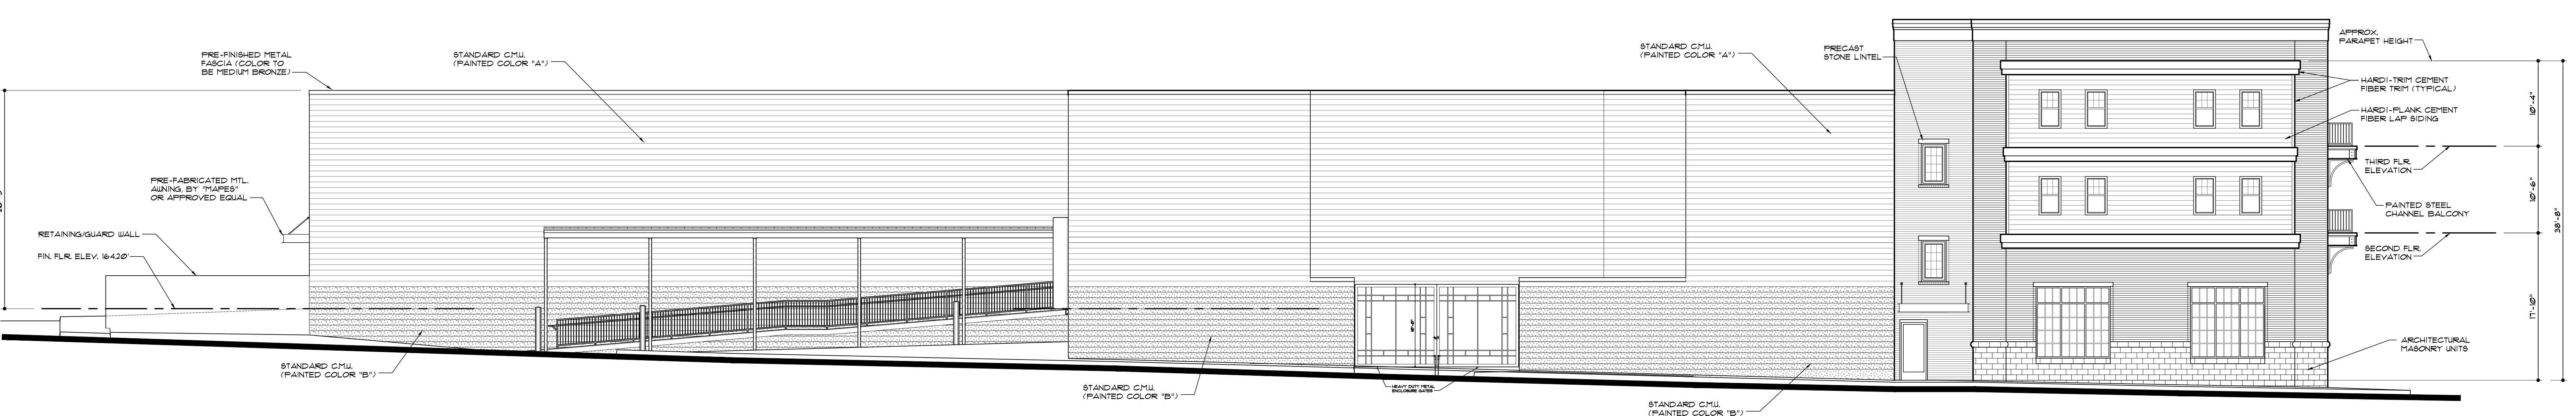 PRE-FINISHED METAL
FASCIA (COLOR TO
BE MEDIUM BRONZE)
STANDARD C.M.U.
(PAINTED COLOR "A")
STANDARD C.M.U.
(PAINTED COLOR "A")
PRECAST
STONE LINTEL
APPROX.
PARAPET HEIGHT
HARDI-TRIM CEMENT
FIBER TRIM (TYPICAL)
HARDI-PLANK CEMENT
FIBER LAP SIDING
10'-4"
THIRD FLR.
ELEVATION
PRE-FABRICATED MTL.
AWNING, BY "MAPES"
OR APPROVED EQUAL
10'-6"
PAINTED STEEL
CHANNEL BALCONY
38'-8"
RETAINING/GUARD WALL
FIN. FLR. ELEV. 164.20'
SECOND FLR.
ELEVATION
17'-10"
ARCHITECTURAL
MASONRY UNITS
STANDARD C.M.U.
(PAINTED COLOR "B")
STANDARD C.M.U.
(PAINTED COLOR "B")
HEAVY DUTY METAL
ENCLOSURE GATES
STANDARD C.M.U.
(PAINTED COLOR "B")